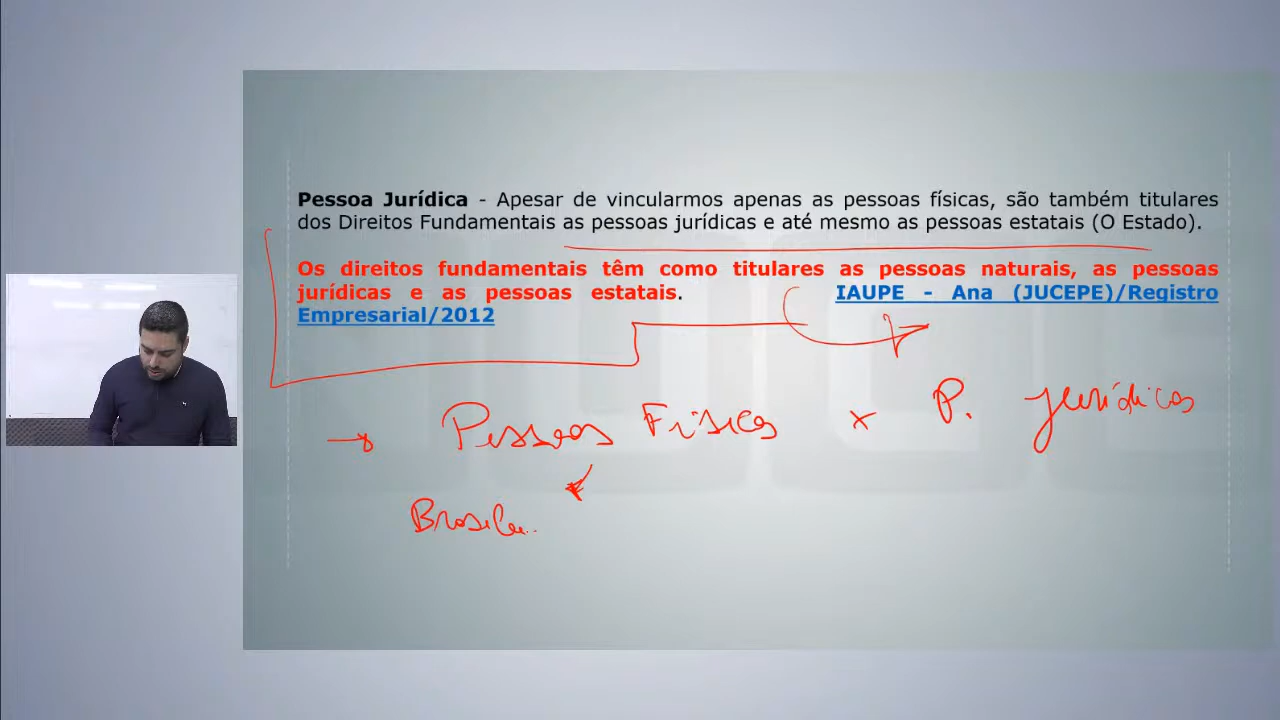 Pessoa Jurídica - Apesar de vincularmos apenas as pessoas físicas, são também titulares
dos Direitos Fundamentais as pessoas jurídicas e até mesmo as pessoas estatais (O Estado).
Os direitos fundamentais têm como titulares as pessoas naturais, as pessoas
jurídicas e as pessoas estatais. IAUPE - Ana (JUCEPE)/Registro
Empresarial/2012
Pessoas Físicas x P. Jurídicas